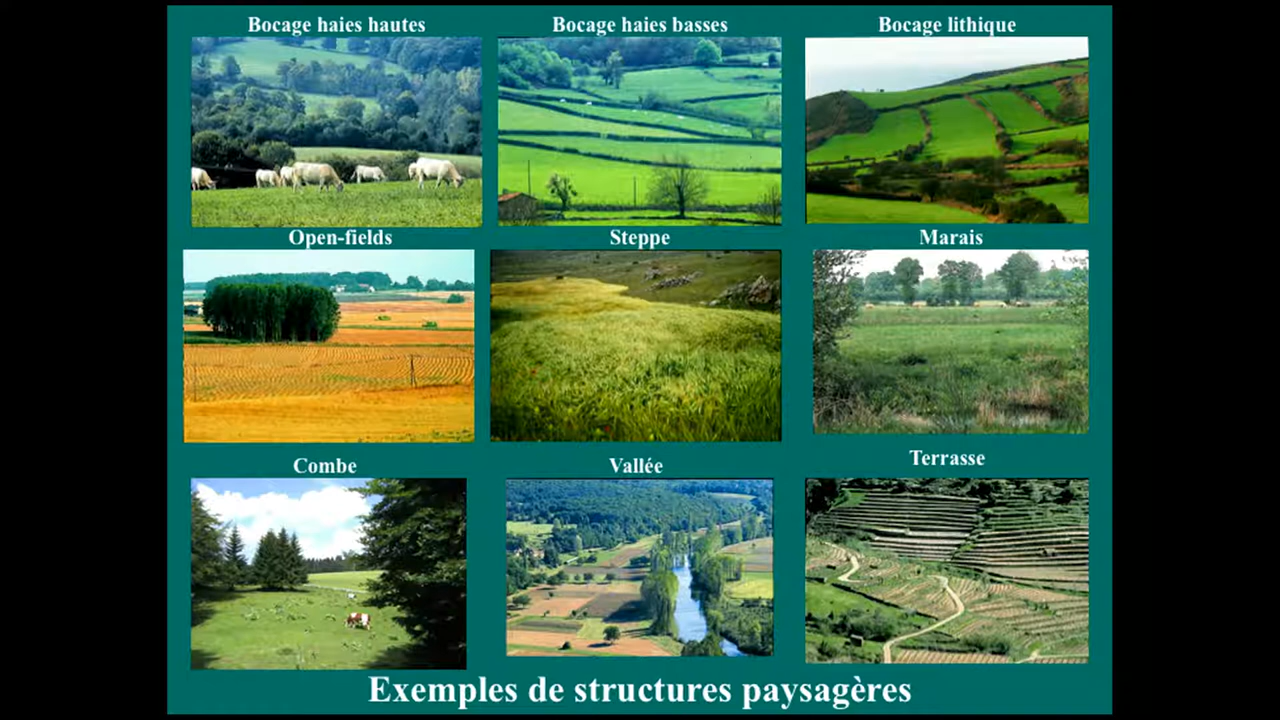 Bocage haies hautes
Bocage haies basses
Bocage lithique
Open-fields
Steppe
Marais
Combe
Vallée
Terrasse
Exemples de structures paysagères